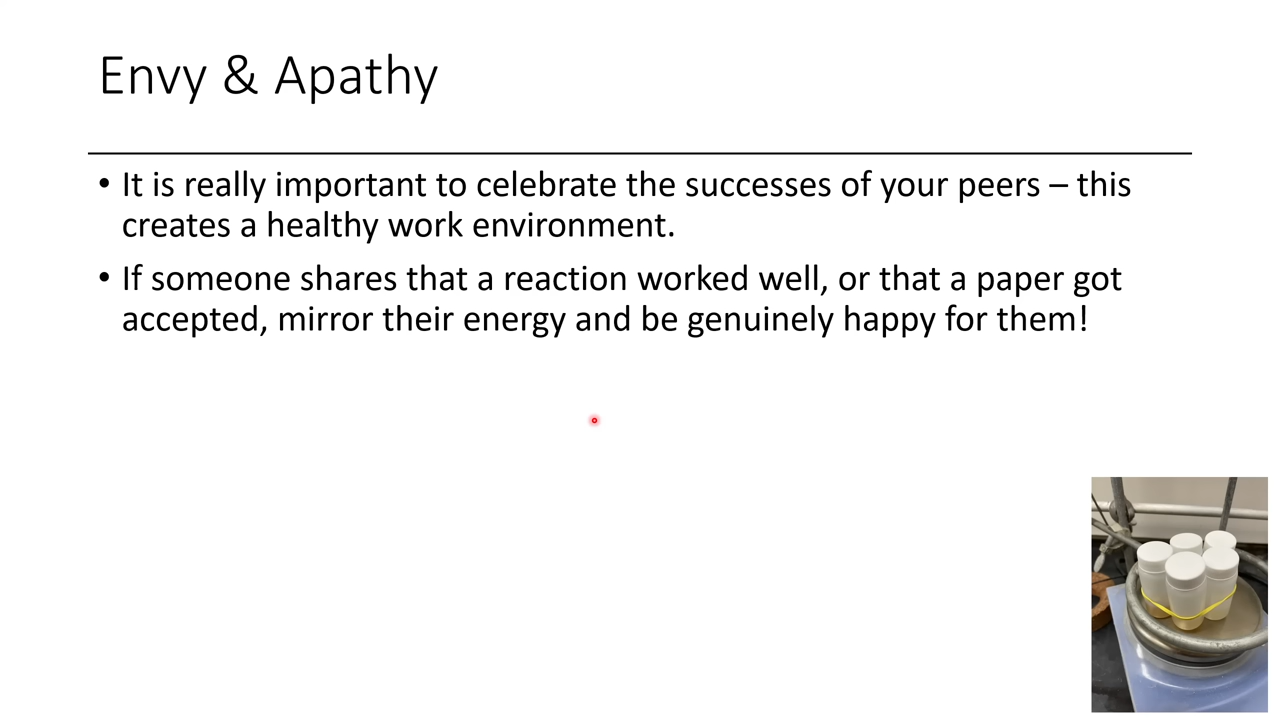 Envy & Apathy
• It is really important to celebrate the successes of your peers – this
creates a healthy work environment.
• If someone shares that a reaction worked well, or that a paper got
accepted, mirror their energy and be genuinely happy for them!